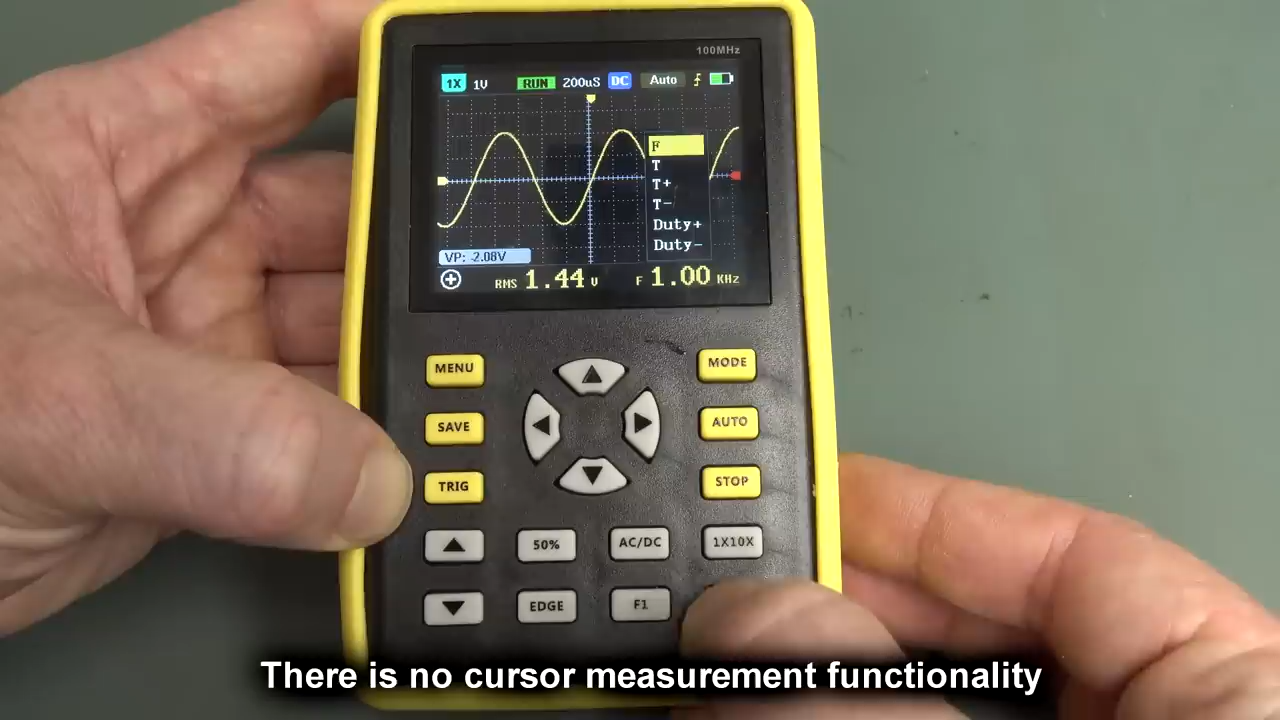 100MHz
1X 1V RUN 200uS DC Auto
F
T
T+
T-
Duty+
Duty-
VP: -2.08V
RMS 1.44 V F 1.00 KHz
MENU
MODE
SAVE
AUTO
TRIG
STOP
50%
AC/DC
1X10X
EDGE
F1
There is no cursor measurement functionality